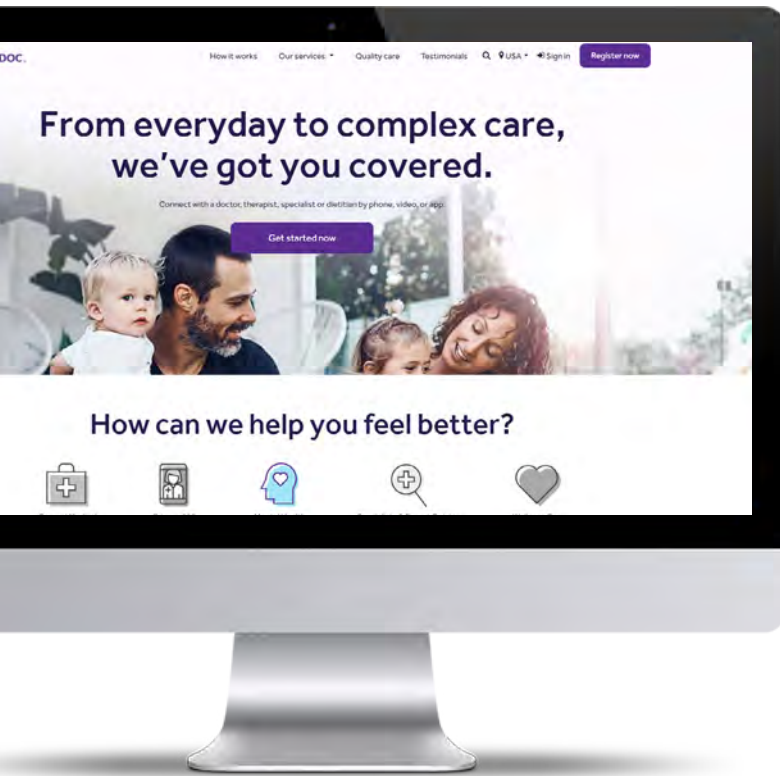 DOC.
How it works Our services Quality care Testimonials USA Sign in Register now
From everyday to complex care,
we've got you covered.
Connect with a doctor, therapist, specialist or dietitian by phone, video, or app.
Get started now
How can we help you feel better?